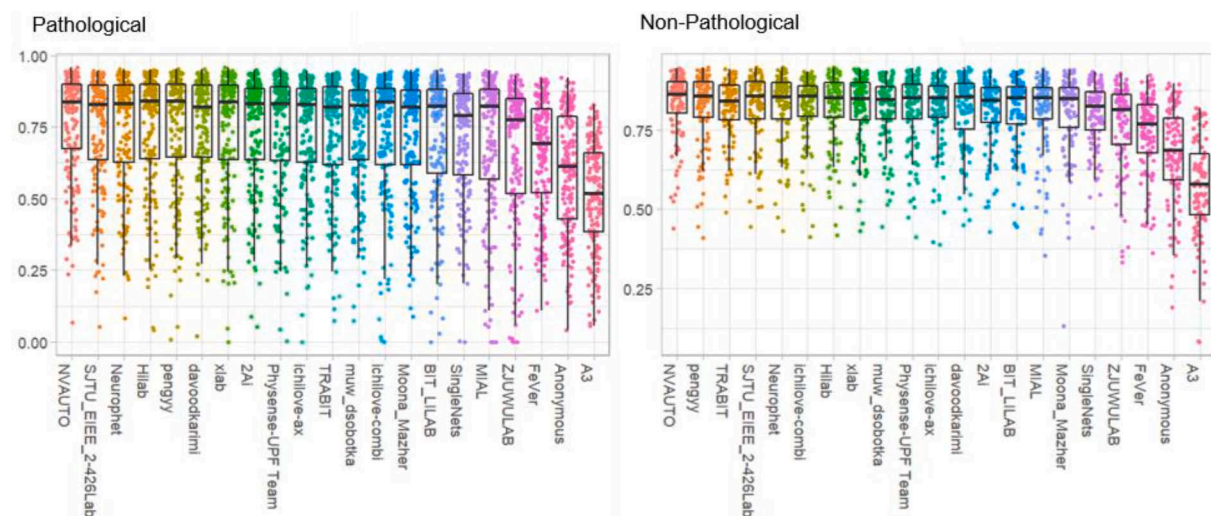 Pathological
Non-Pathological
1.00
0.75
0.50
0.25
0.00
0.75
0.50
0.25
NVAUTO
SJTU_EIEE_2-426Lab
Neurophet
Hilab
pengyy
davoodkarimi
xlab
2Ai
Physense-UPF Team
ichilove-ax
TRABIT
muw_dsobotka
ichilove-combi
Moona_Mazher
BIT_LILAB
SingleNets
MIAL
ZJUWULAB
FeVer
Anonymous
A3
NVAUTO
pengyy
TRABIT
SJTU_EIEE_2-426Lab
Neurophet
ichilove-combi
Hilab
xlab
muw_dsobotka
Physense-UPF Team
ichilove-ax
davoodkarimi
2Ai
BIT_LILAB
MIAL
Moona_Mazher
SingleNets
ZJUWULAB
FeVer
Anonymous
A3